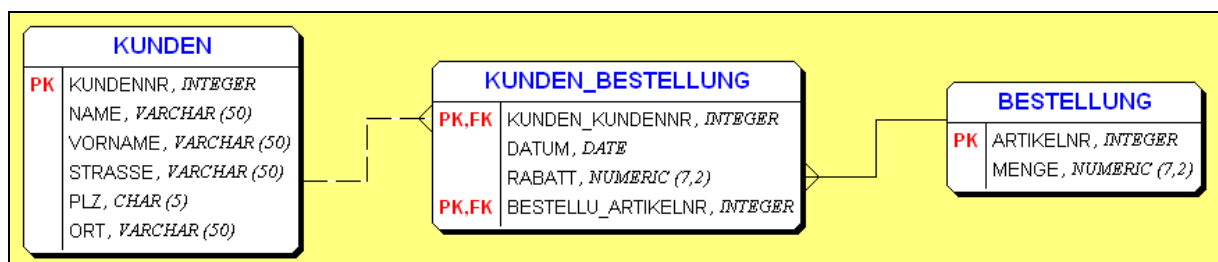 KUNDEN
PK KUNDENNR, INTEGER
NAME, VARCHAR (50)
VORNAME, VARCHAR (50)
STRASSE, VARCHAR (50)
PLZ, CHAR (5)
ORT, VARCHAR (50)
KUNDEN_BESTELLUNG
PK,FK KUNDEN_KUNDENNR, INTEGER
DATUM, DATE
RABATT, NUMERIC (7,2)
PK,FK BESTELLU_ARTIKELNR, INTEGER
BESTELLUNG
PK ARTIKELNR, INTEGER
MENGE, NUMERIC (7,2)